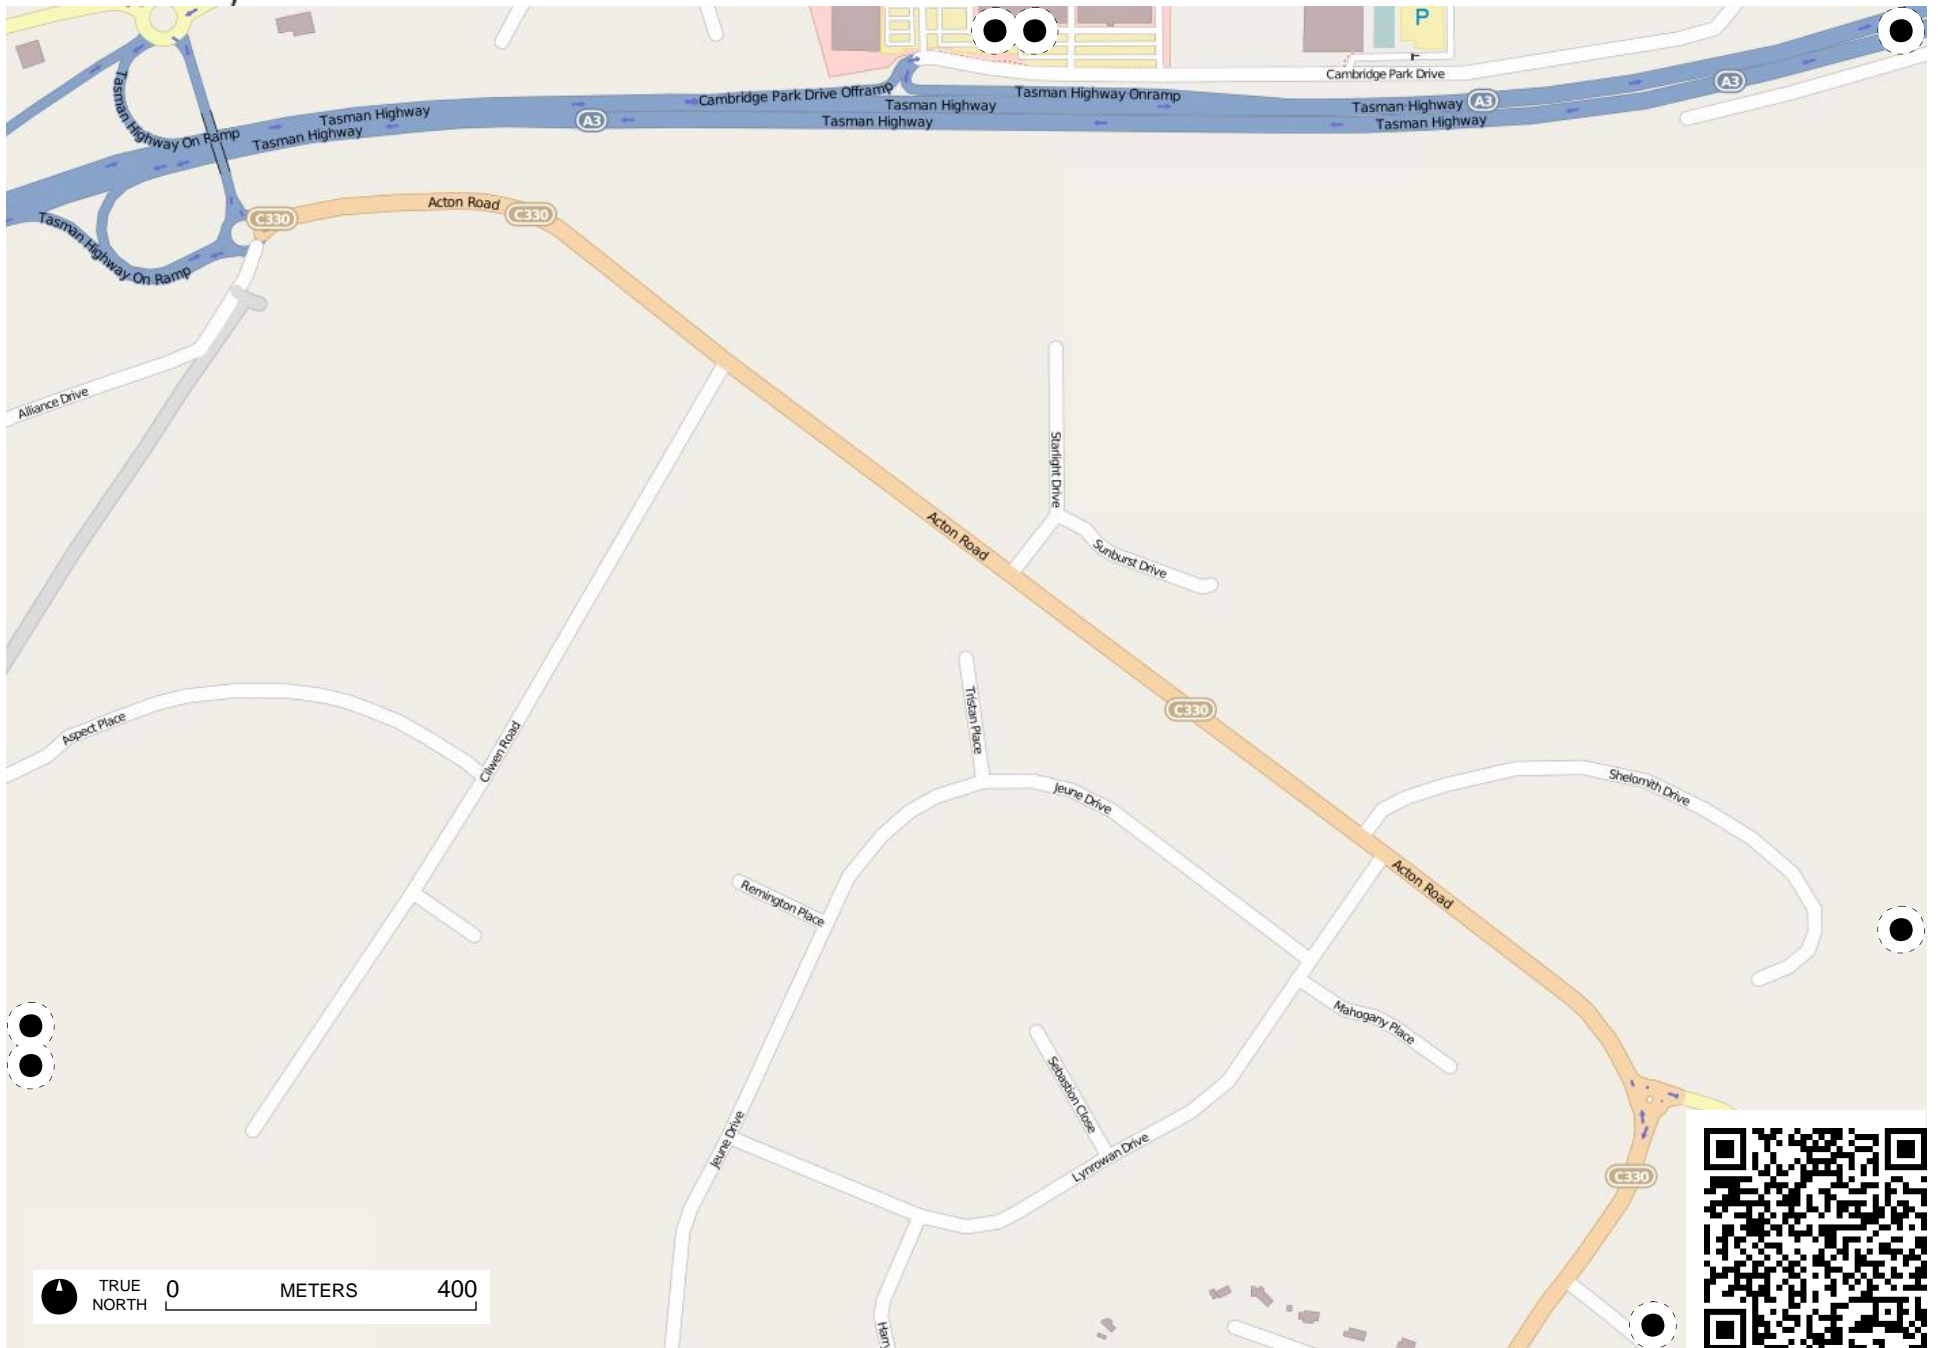 P
Cambridge Park Drive
A3
Cambridge Park Drive Offramp
Tasman Highway Onramp
Tasman Highway
Tasman Highway
Tasman Highway
A3
Tasman Highway
A3
Tasman Highway
Tasman Highway
Tasman Highway On Ramp
Tasman Highway
Acton Road
C330
C330
Tasman Highway On Ramp
Alliance Drive
Starlight Drive
Acton Road
Sunburst Drive
Tristan Place
C330
Aspect Place
Cilwen Road
Jeune Drive
Shelomith Drive
Acton Road
Remington Place
Mahogany Place
Sebastion Close
Jeune Drive
Lynrowan Drive
C330
TRUE
NORTH
0 METERS 400